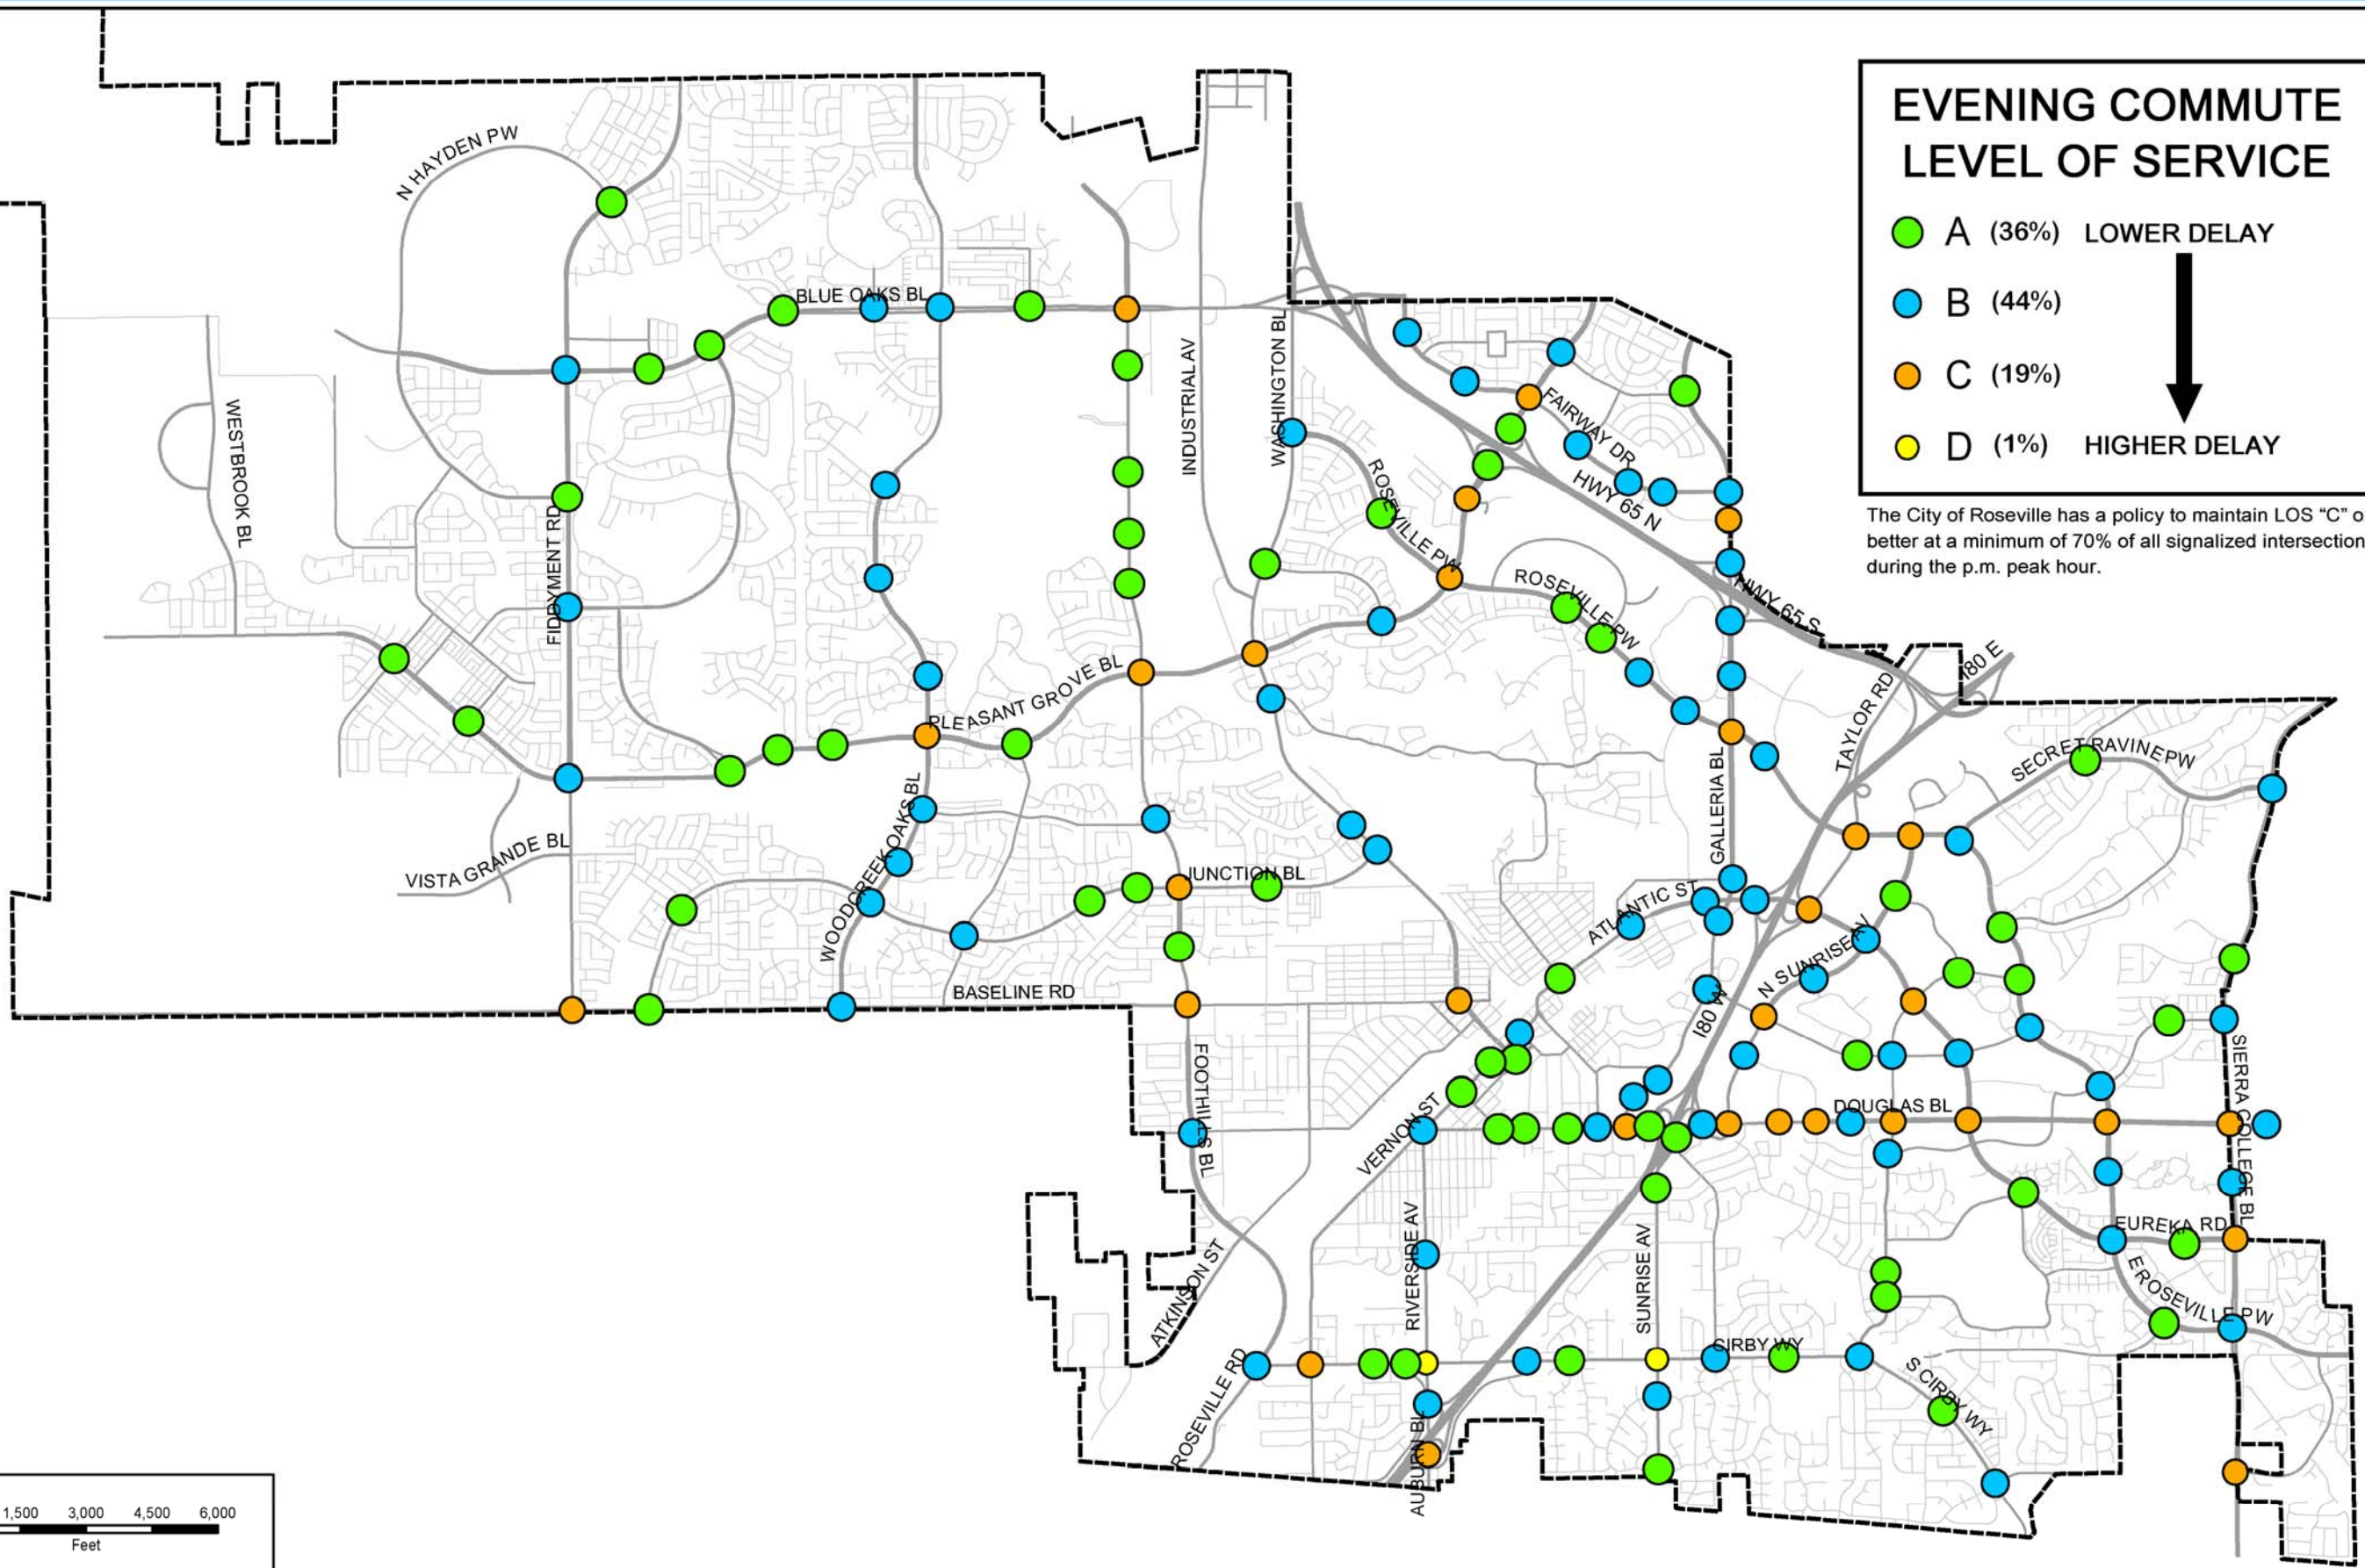 EVENING COMMUTE
LEVEL OF SERVICE
A (36%) LOWER DELAY
B (44%)
C (19%)
D (1%) HIGHER DELAY
The City of Roseville has a policy to maintain LOS “C” o
better at a minimum of 70% of all signalized intersection
during the p.m. peak hour.
N HAYDEN PW
BLUE OAKS BL
INDUSTRIAL AV
WASHINGTON BL
FAIRWAY DR
HWY 65 N
WESTBROOK BL
FIDDYMENT RD
ROSEVILLE PW
ROSEVILLE PW
HWY 65 S
I80 E
PLEASANT GROVE BL
TAYLOR RD
SECRET RAVINE PW
GALLERIA BL
VISTA GRANDE BL
WOODCREEK OAKS BL
JUNCTION BL
ATLANTIC ST
N SUNRISE AV
BASELINE RD
I80 W
FOOTHILLS BL
SIERRA COLLEGE BL
VERNON ST
DOUGLAS BL
RIVERSIDE AV
SUNRISE AV
EUREKA RD
ATKINSON ST
E ROSEVILLE PW
ROSEVILLE RD
CIRBY WY
S CIRBY WY
AUBURN BL
1,500 3,000 4,500 6,000
Feet